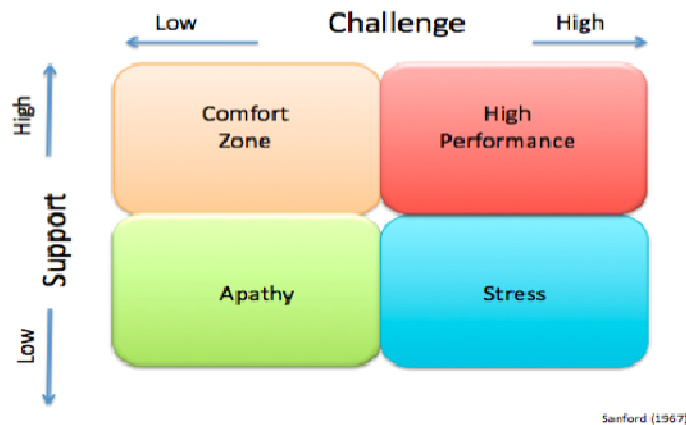 Low Challenge High
High
Comfort
Zone
High
Performance
Support
Apathy
Stress
Low
Sanford (1967)